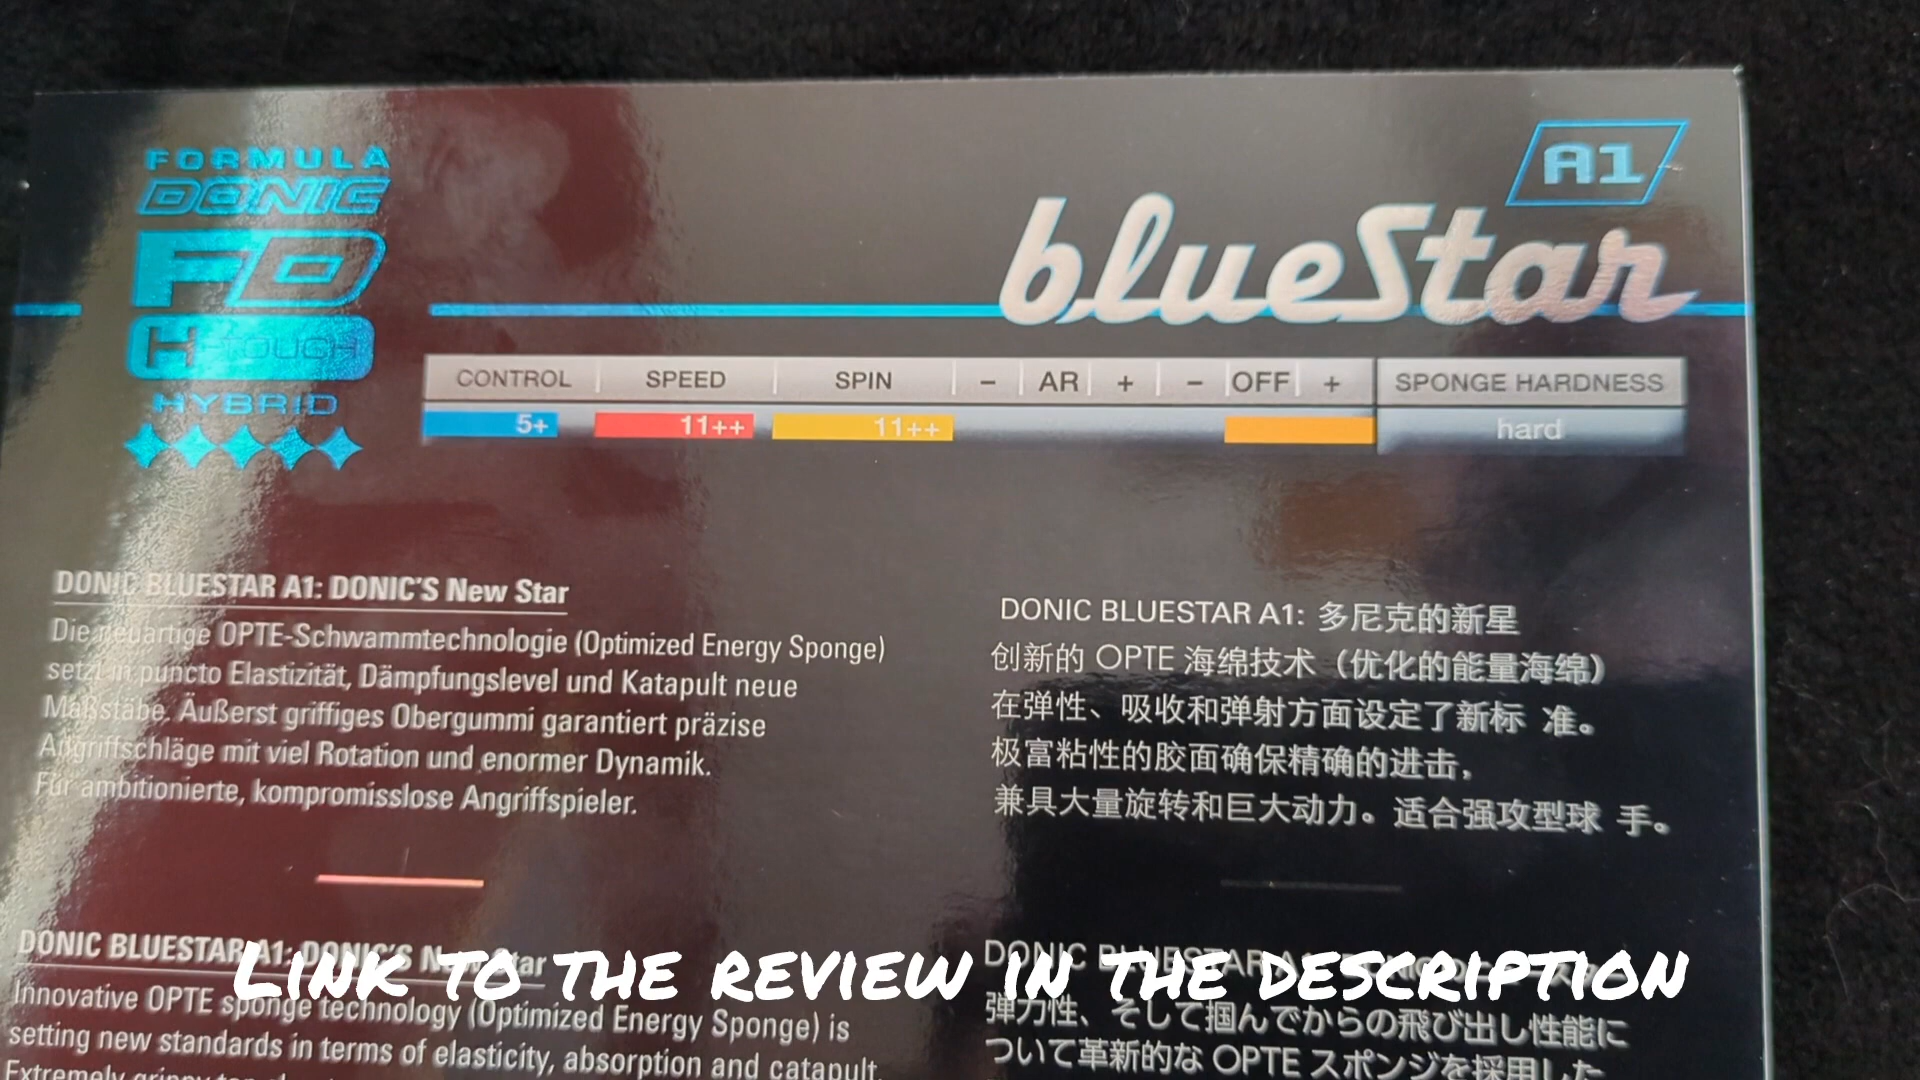 FORMULA
DONIC
FD
H-TOUCH
HYBRID
A1
blueStar
CONTROL SPEED SPIN – AR + – OFF + SPONGE HARDNESS
5+ 11++ 11++ hard
DONIC BLUESTAR A1: DONIC'S New Star
Die neuartige OPTE-Schwammtechnologie (Optimized Energy Sponge)
setzt in puncto Elastizität, Dämpfungslevel und Katapult neue
Maßstäbe. Äußerst griffiges Obergummi garantiert präzise
Angriffschläge mit viel Rotation und enormer Dynamik.
Für ambitionierte, kompromisslose Angriffspieler.
DONIC BLUESTAR A1: 多尼克的新星
创新的 OPTE 海绵技术（优化的能量海绵）
在弹性、吸收和弹射方面设定了新标 准。
极富粘性的胶面确保精确的进击，
兼具大量旋转和巨大动力。适合强攻型球 手。
DONIC BLUESTAR A1: DONIC'S New Star
Innovative OPTE sponge technology (Optimized Energy Sponge) is
setting new standards in terms of elasticity, absorption and catapult.
Extremely grippy
DONIC BLUESTAR
弾力性、そして掴んでからの飛び出し性能に
ついて革新的な OPTE スポンジを採用した
Link to the review in the description